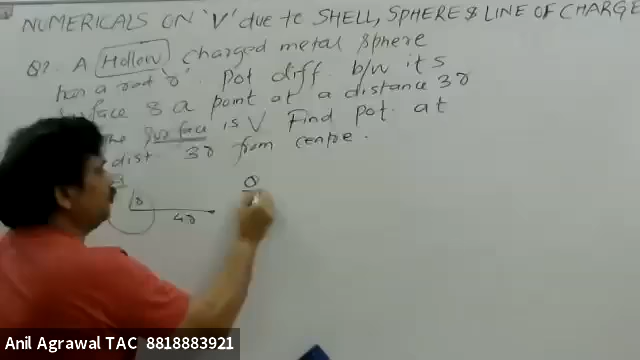 NUMERICALS ON 'V' due to SHELL, SPHERE & LINE OF CHARGE
Q2. A Hollow charged metal sphere
has a rad 'r'. Pot diff. b/w its
surface & a point at a distance 3r
the surface is V Find pot. at
dist. 3r from centre.
r
4r
Q
Anil Agrawal TAC 8818883921